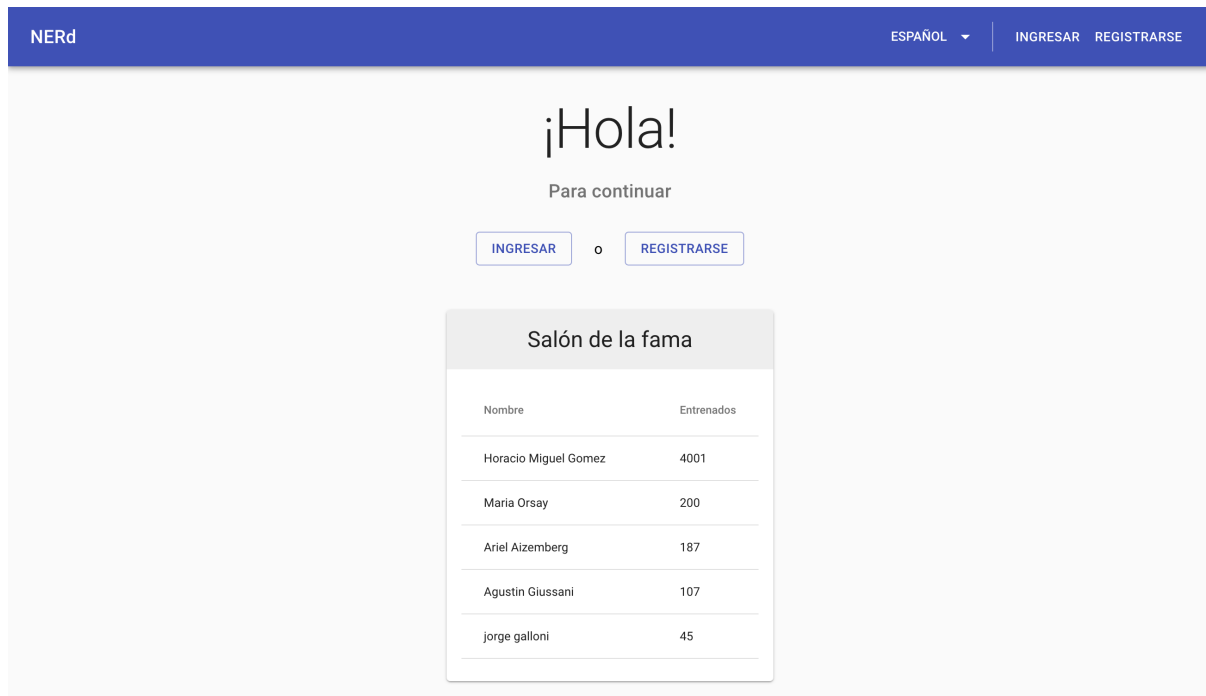 NERd ESPAÑOL INGRESAR REGISTRARSE
¡Hola!
Para continuar
INGRESAR o REGISTRARSE
Salón de la fama
Nombre Entrenados
Horacio Miguel Gomez 4001
Maria Orsay 200
Ariel Aizemberg 187
Agustin Giussani 107
jorge galloni 45